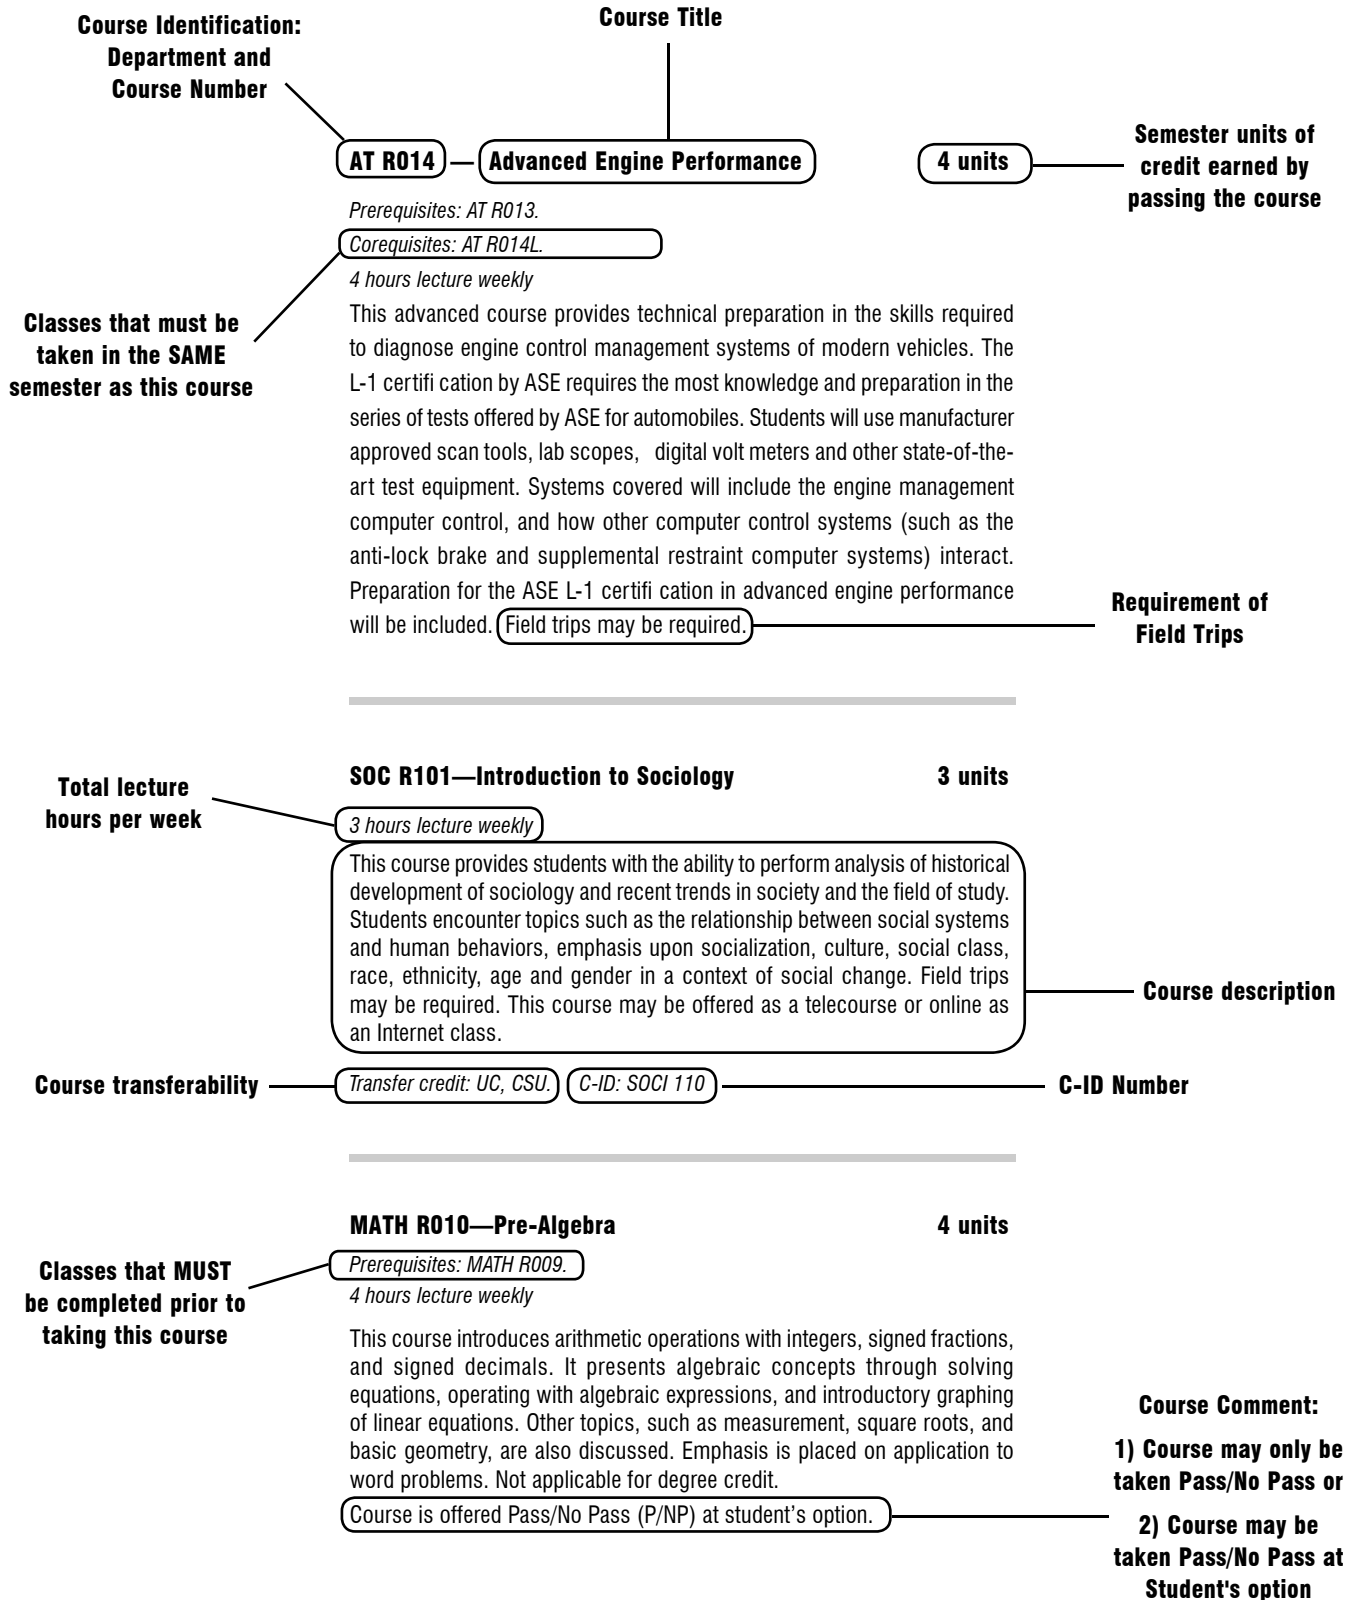 Course Identification:
Department and
Course Number
Course Title
AT R014 — Advanced Engine Performance 4 units
Semester units of
credit earned by
passing the course
Prerequisites: AT R013.
Corequisites: AT R014L.
4 hours lecture weekly
Classes that must be
taken in the SAME
semester as this course
This advanced course provides technical preparation in the skills required
to diagnose engine control management systems of modern vehicles. The
L-1 certifi cation by ASE requires the most knowledge and preparation in the
series of tests offered by ASE for automobiles. Students will use manufacturer
approved scan tools, lab scopes, digital volt meters and other state-of-the-
art test equipment. Systems covered will include the engine management
computer control, and how other computer control systems (such as the
anti-lock brake and supplemental restraint computer systems) interact.
Preparation for the ASE L-1 certifi cation in advanced engine performance
will be included. Field trips may be required.
Requirement of
Field Trips
SOC R101—Introduction to Sociology 3 units
Total lecture
hours per week
3 hours lecture weekly
This course provides students with the ability to perform analysis of historical
development of sociology and recent trends in society and the field of study.
Students encounter topics such as the relationship between social systems
and human behaviors, emphasis upon socialization, culture, social class,
race, ethnicity, age and gender in a context of social change. Field trips
may be required. This course may be offered as a telecourse or online as
an Internet class.
Course description
Course transferability
Transfer credit: UC, CSU. C-ID: SOCI 110
C-ID Number
MATH R010—Pre-Algebra 4 units
Classes that MUST
be completed prior to
taking this course
Prerequisites: MATH R009.
4 hours lecture weekly
This course introduces arithmetic operations with integers, signed fractions,
and signed decimals. It presents algebraic concepts through solving
equations, operating with algebraic expressions, and introductory graphing
of linear equations. Other topics, such as measurement, square roots, and
basic geometry, are also discussed. Emphasis is placed on application to
word problems. Not applicable for degree credit.
Course is offered Pass/No Pass (P/NP) at student’s option.
Course Comment:
1) Course may only be
taken Pass/No Pass or
2) Course may be
taken Pass/No Pass at
Student's option